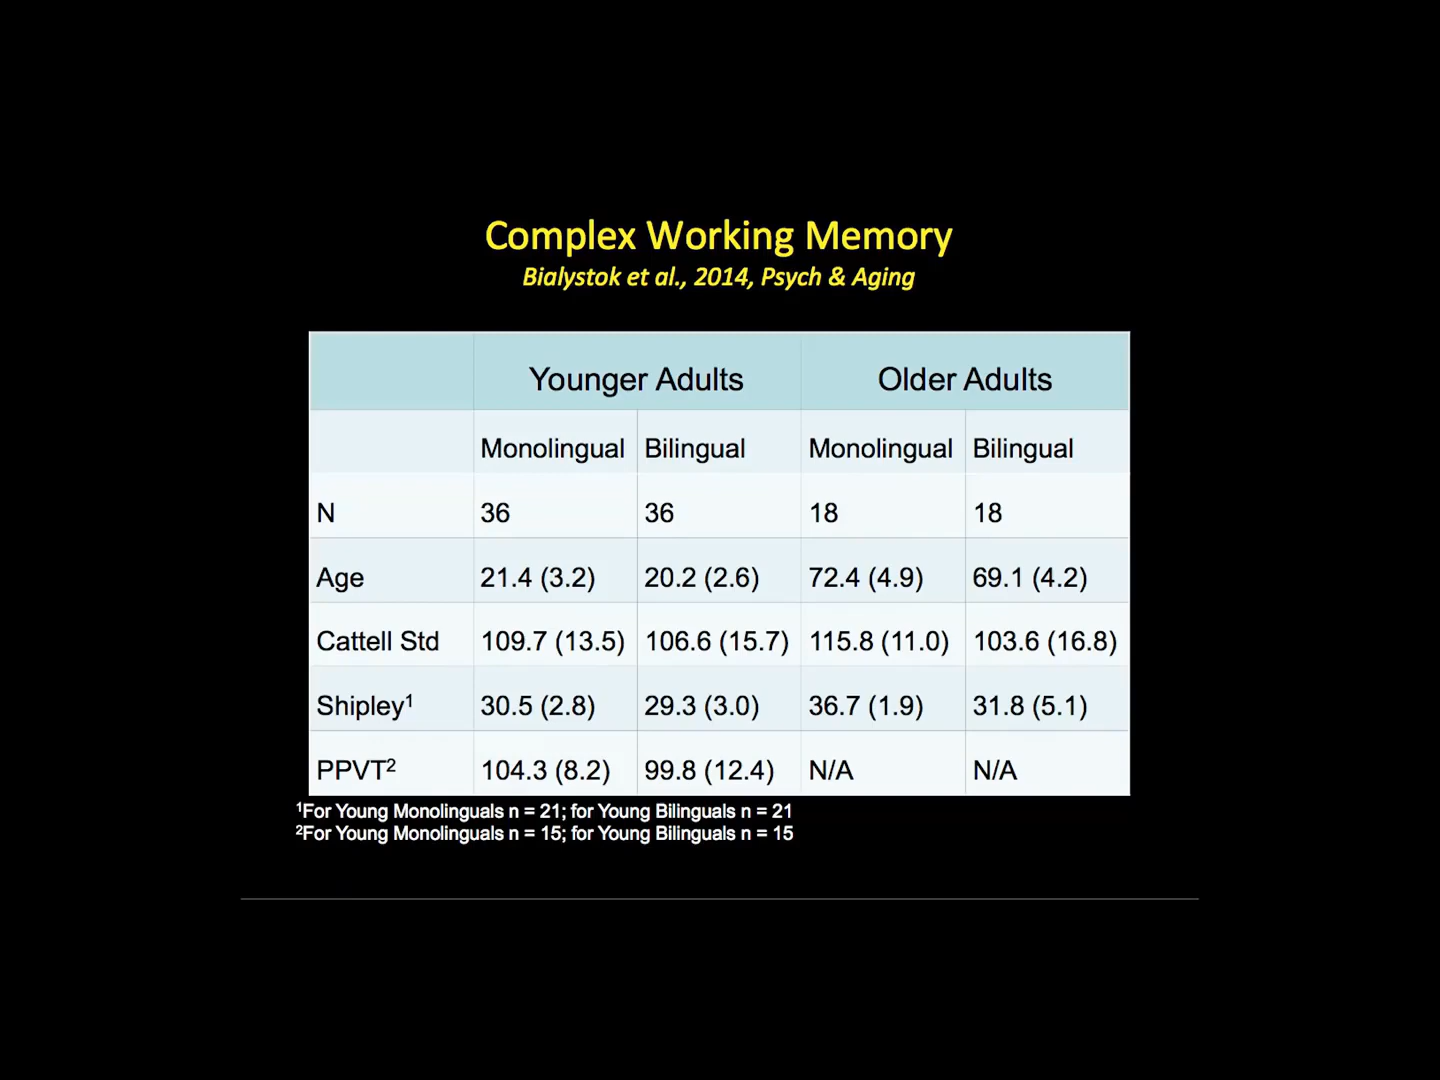 Complex Working Memory
Bialystok et al., 2014, Psych & Aging
Younger Adults Older Adults
Monolingual Bilingual Monolingual Bilingual
N 36 36 18 18
Age 21.4 (3.2) 20.2 (2.6) 72.4 (4.9) 69.1 (4.2)
Cattell Std 109.7 (13.5) 106.6 (15.7) 115.8 (11.0) 103.6 (16.8)
Shipley¹ 30.5 (2.8) 29.3 (3.0) 36.7 (1.9) 31.8 (5.1)
PPVT² 104.3 (8.2) 99.8 (12.4) N/A N/A
¹For Young Monolinguals n = 21; for Young Bilinguals n = 21
²For Young Monolinguals n = 15; for Young Bilinguals n = 15